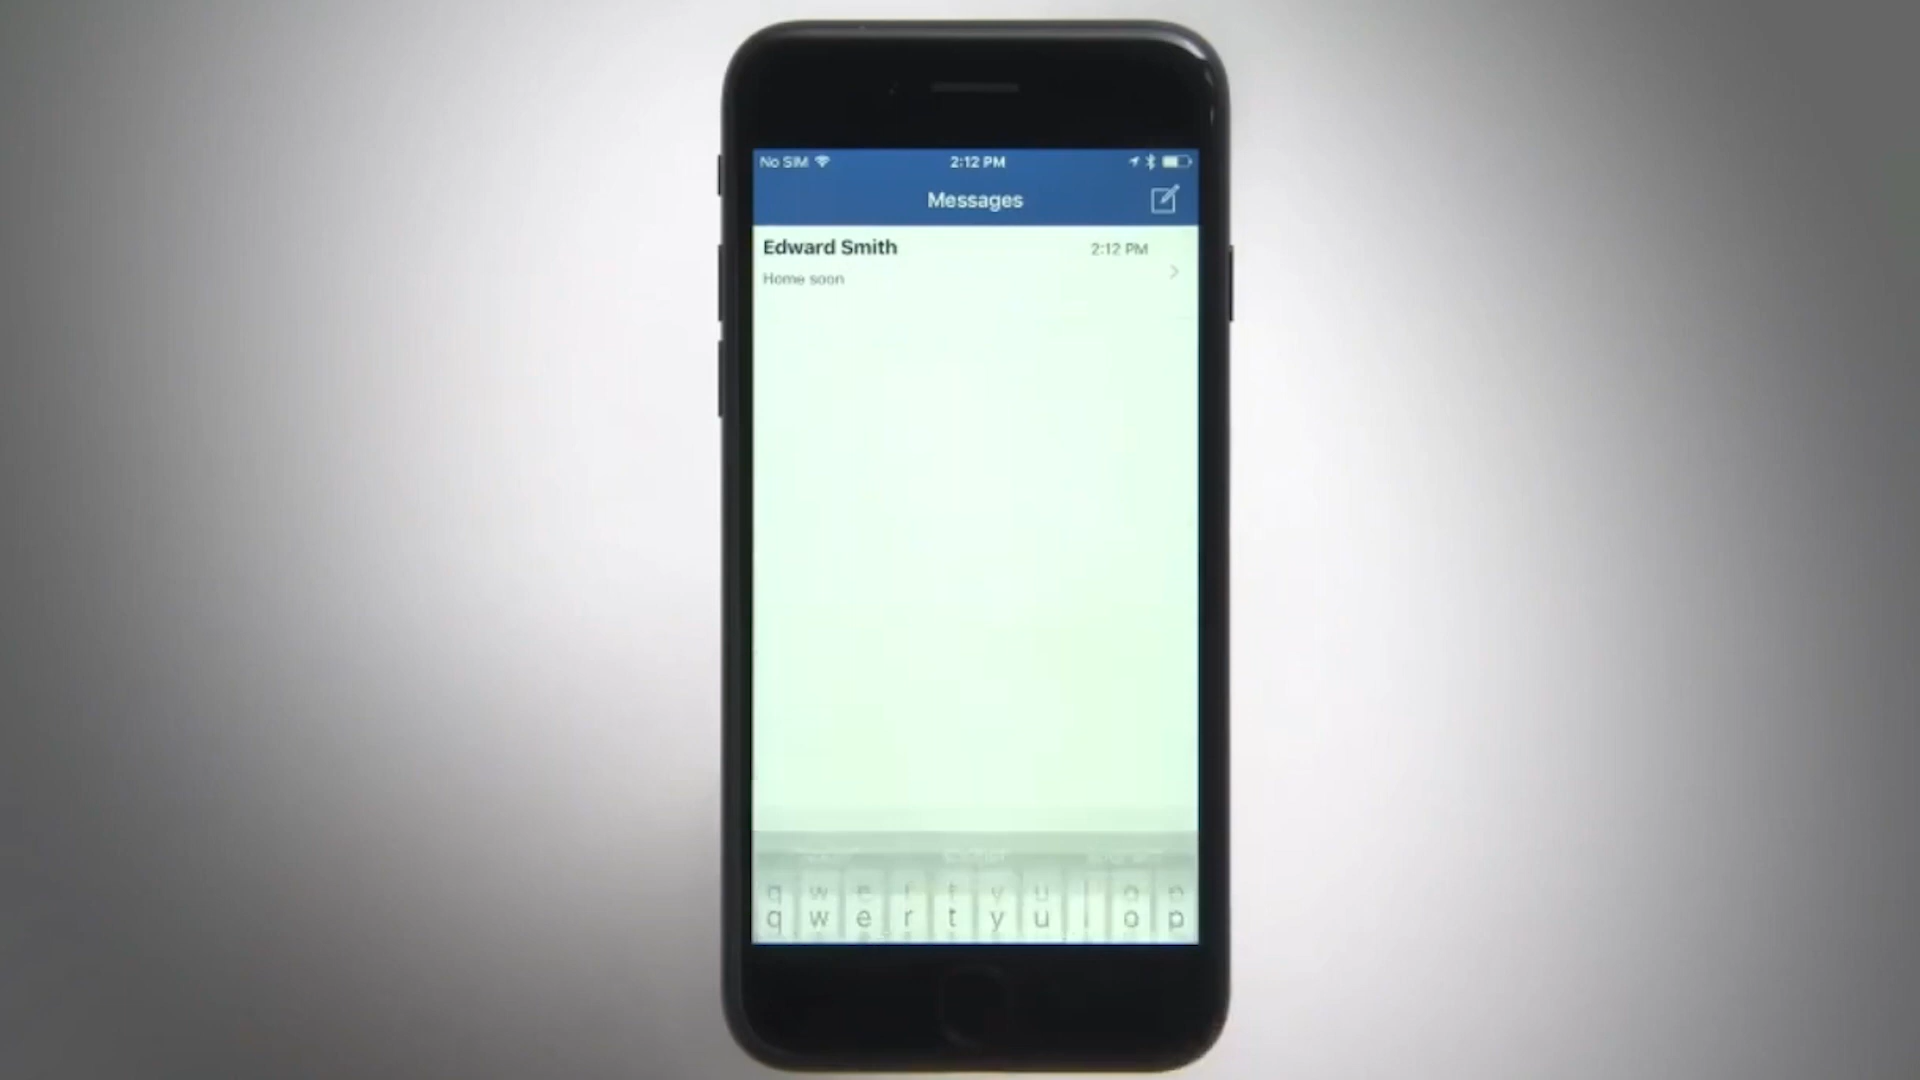 No SIM 2:12 PM
Messages
Edward Smith 2:12 PM
Home soon
q w e r t y u i o p
q w e r t y u i o p